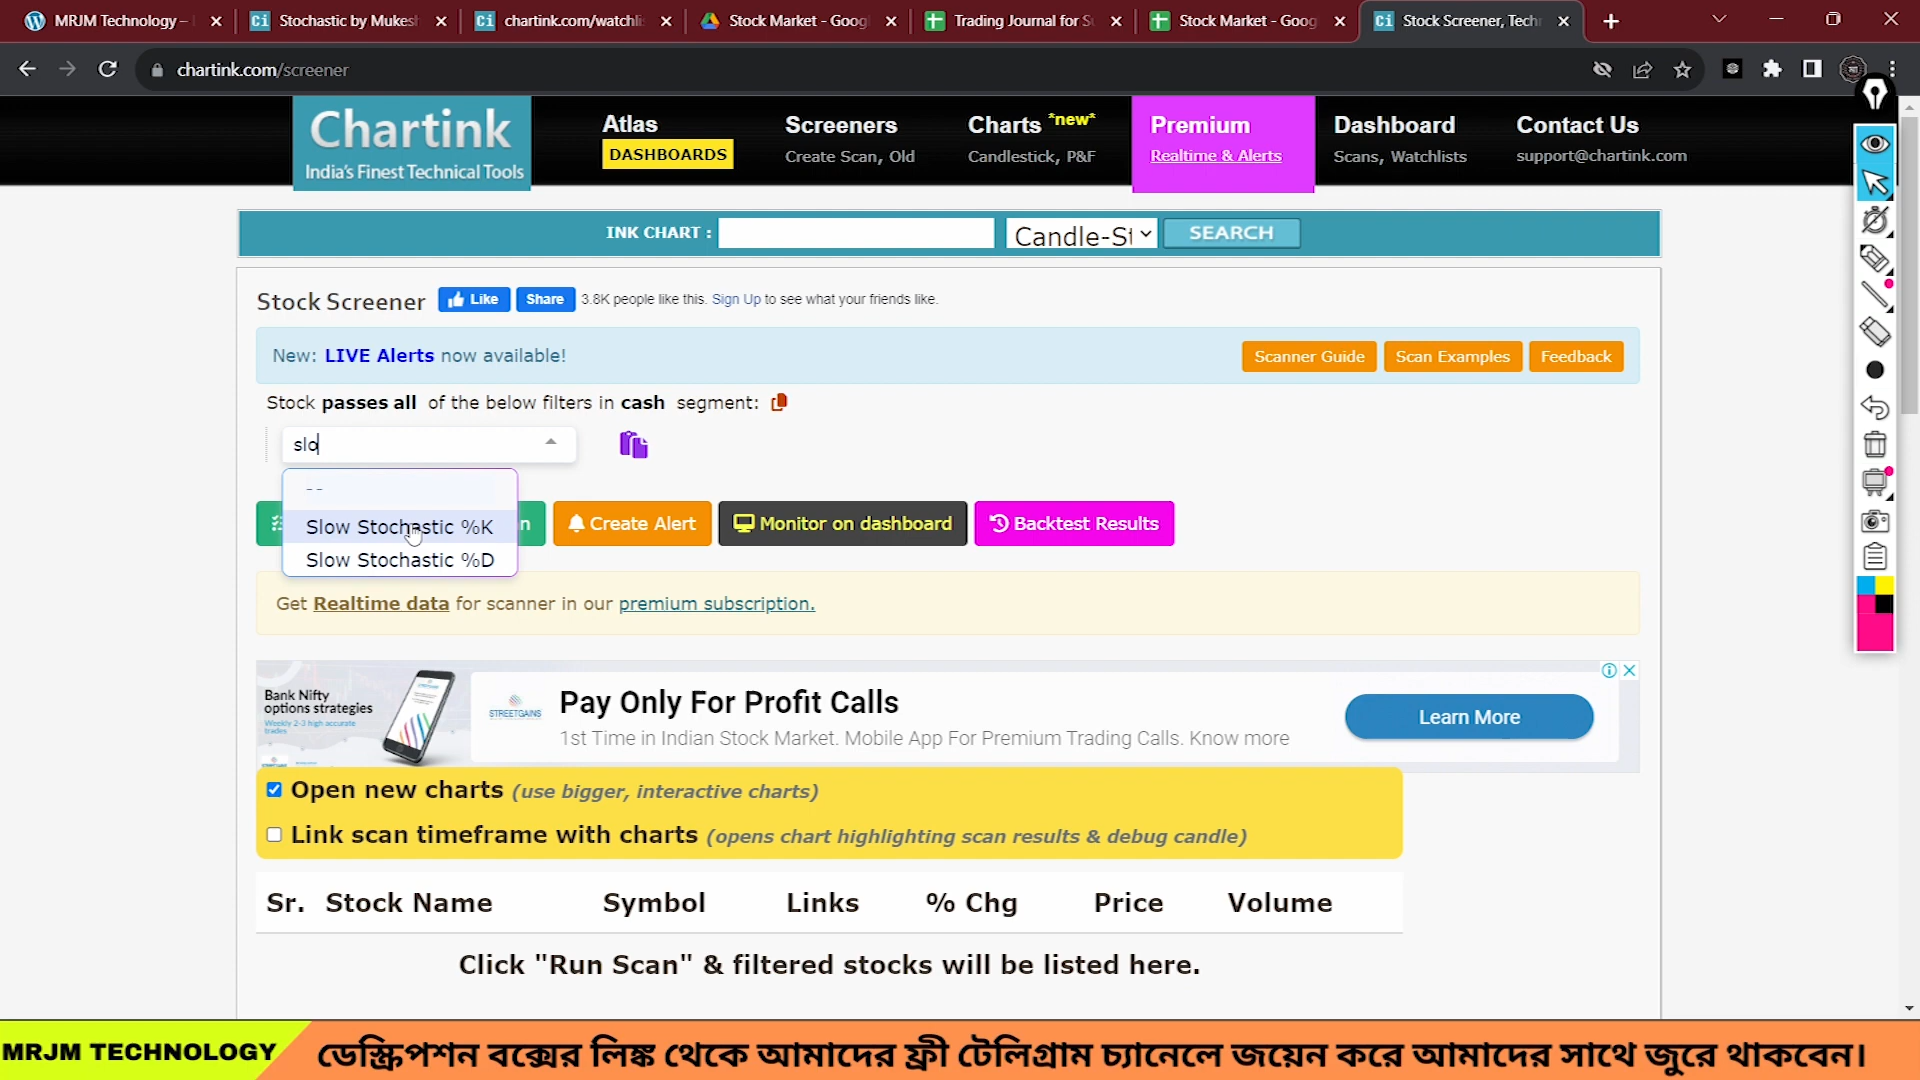 MRJM Technology –
Stochastic by Mukes
chartink.com/watchli
Stock Market - Goog
Trading Journal for S
Stock Market - Goog
Stock Screener, Tech
chartink.com/screener
Chartink
India's Finest Technical Tools
Atlas
DASHBOARDS
Screeners
Create Scan, Old
Charts *new*
Candlestick, P&F
Premium
Realtime & Alerts
Dashboard
Scans, Watchlists
Contact Us
support@chartink.com
INK CHART :
Candle-St
SEARCH
Stock Screener
Like
Share
3.8K people like this. Sign Up to see what your friends like.
New: LIVE Alerts now available!
Scanner Guide
Scan Examples
Feedback
Stock passes all of the below filters in cash segment:
slo
--
Slow Stochastic %K
Slow Stochastic %D
n
Create Alert
Monitor on dashboard
Backtest Results
Get Realtime data for scanner in our premium subscription.
Bank Nifty
options strategies
Weekly 2-3 high accurate
trades
STREETGAINS
Pay Only For Profit Calls
1st Time in Indian Stock Market. Mobile App For Premium Trading Calls. Know more
Learn More
Open new charts (use bigger, interactive charts)
Link scan timeframe with charts (opens chart highlighting scan results & debug candle)
Sr. Stock Name Symbol Links % Chg Price Volume
Click "Run Scan" & filtered stocks will be listed here.
MRJM TECHNOLOGY
ডেস্ক্রিপশন বক্সের লিঙ্ক থেকে আমাদের ফ্রী টেলিগ্রাম চ্যানেলে জয়েন করে আমাদের সাথে জুরে থাকবেন।